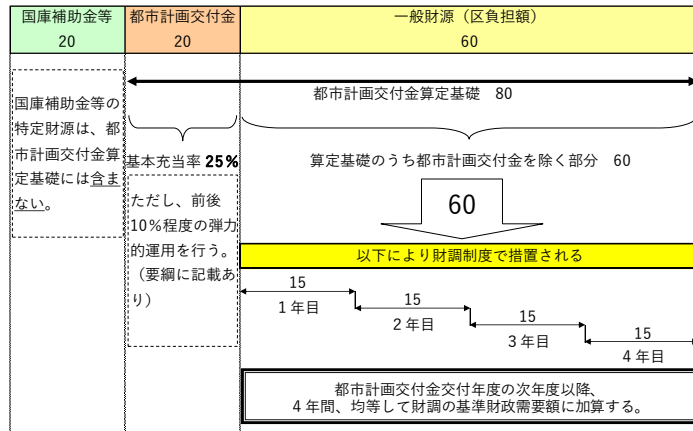 国庫補助金等
20
都市計画交付金
20
一般財源（区負担額）
60
都市計画交付金算定基礎　80
国庫補助金等の
特定財源は、都
市計画交付金算
定基礎には含ま
ない。
基本充当率 25%
ただし、前後
10％程度の弾力
的運用を行う。
（要綱に記載あ
り）
算定基礎のうち都市計画交付金を除く部分　60
60
以下により財調制度で措置される
15
1 年目
15
2 年目
15
3 年目
15
4 年目
都市計画交付金交付年度の次年度以降、
4 年間、均等して財調の基準財政需要額に加算する。